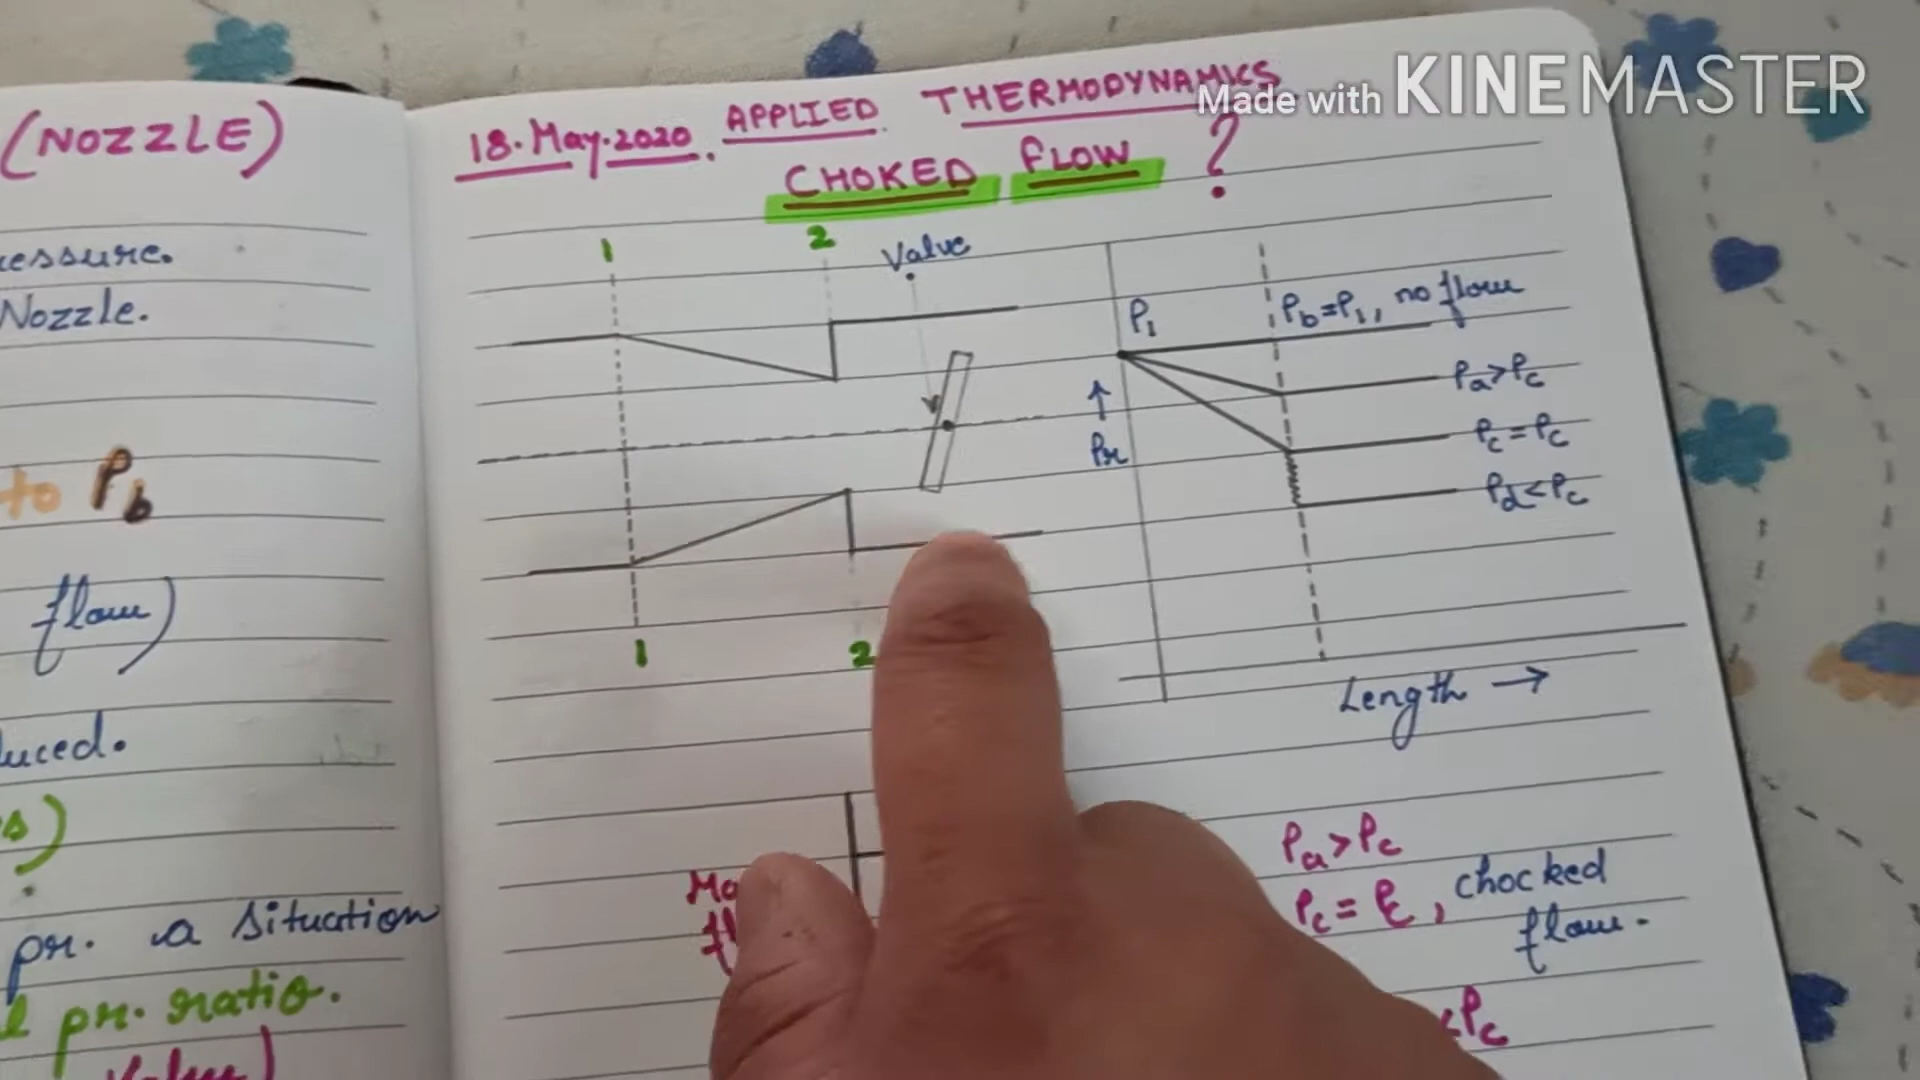 Made with KINEMASTER
(NOZZLE)
Nozzle.
to Pb
flow)
pr. a situation
pr. ratio.
18.May.2020. APPLIED THERMODYNAMICS
CHOKED FLOW ?
1 2 Valve
P1 Pb=P1, no flow
Pa>Pc
Pr
Pc=Pc
Pd<Pc
1 2
Length →
Pa>Pc
Pc=Pc, chocked
flow.
<Pc